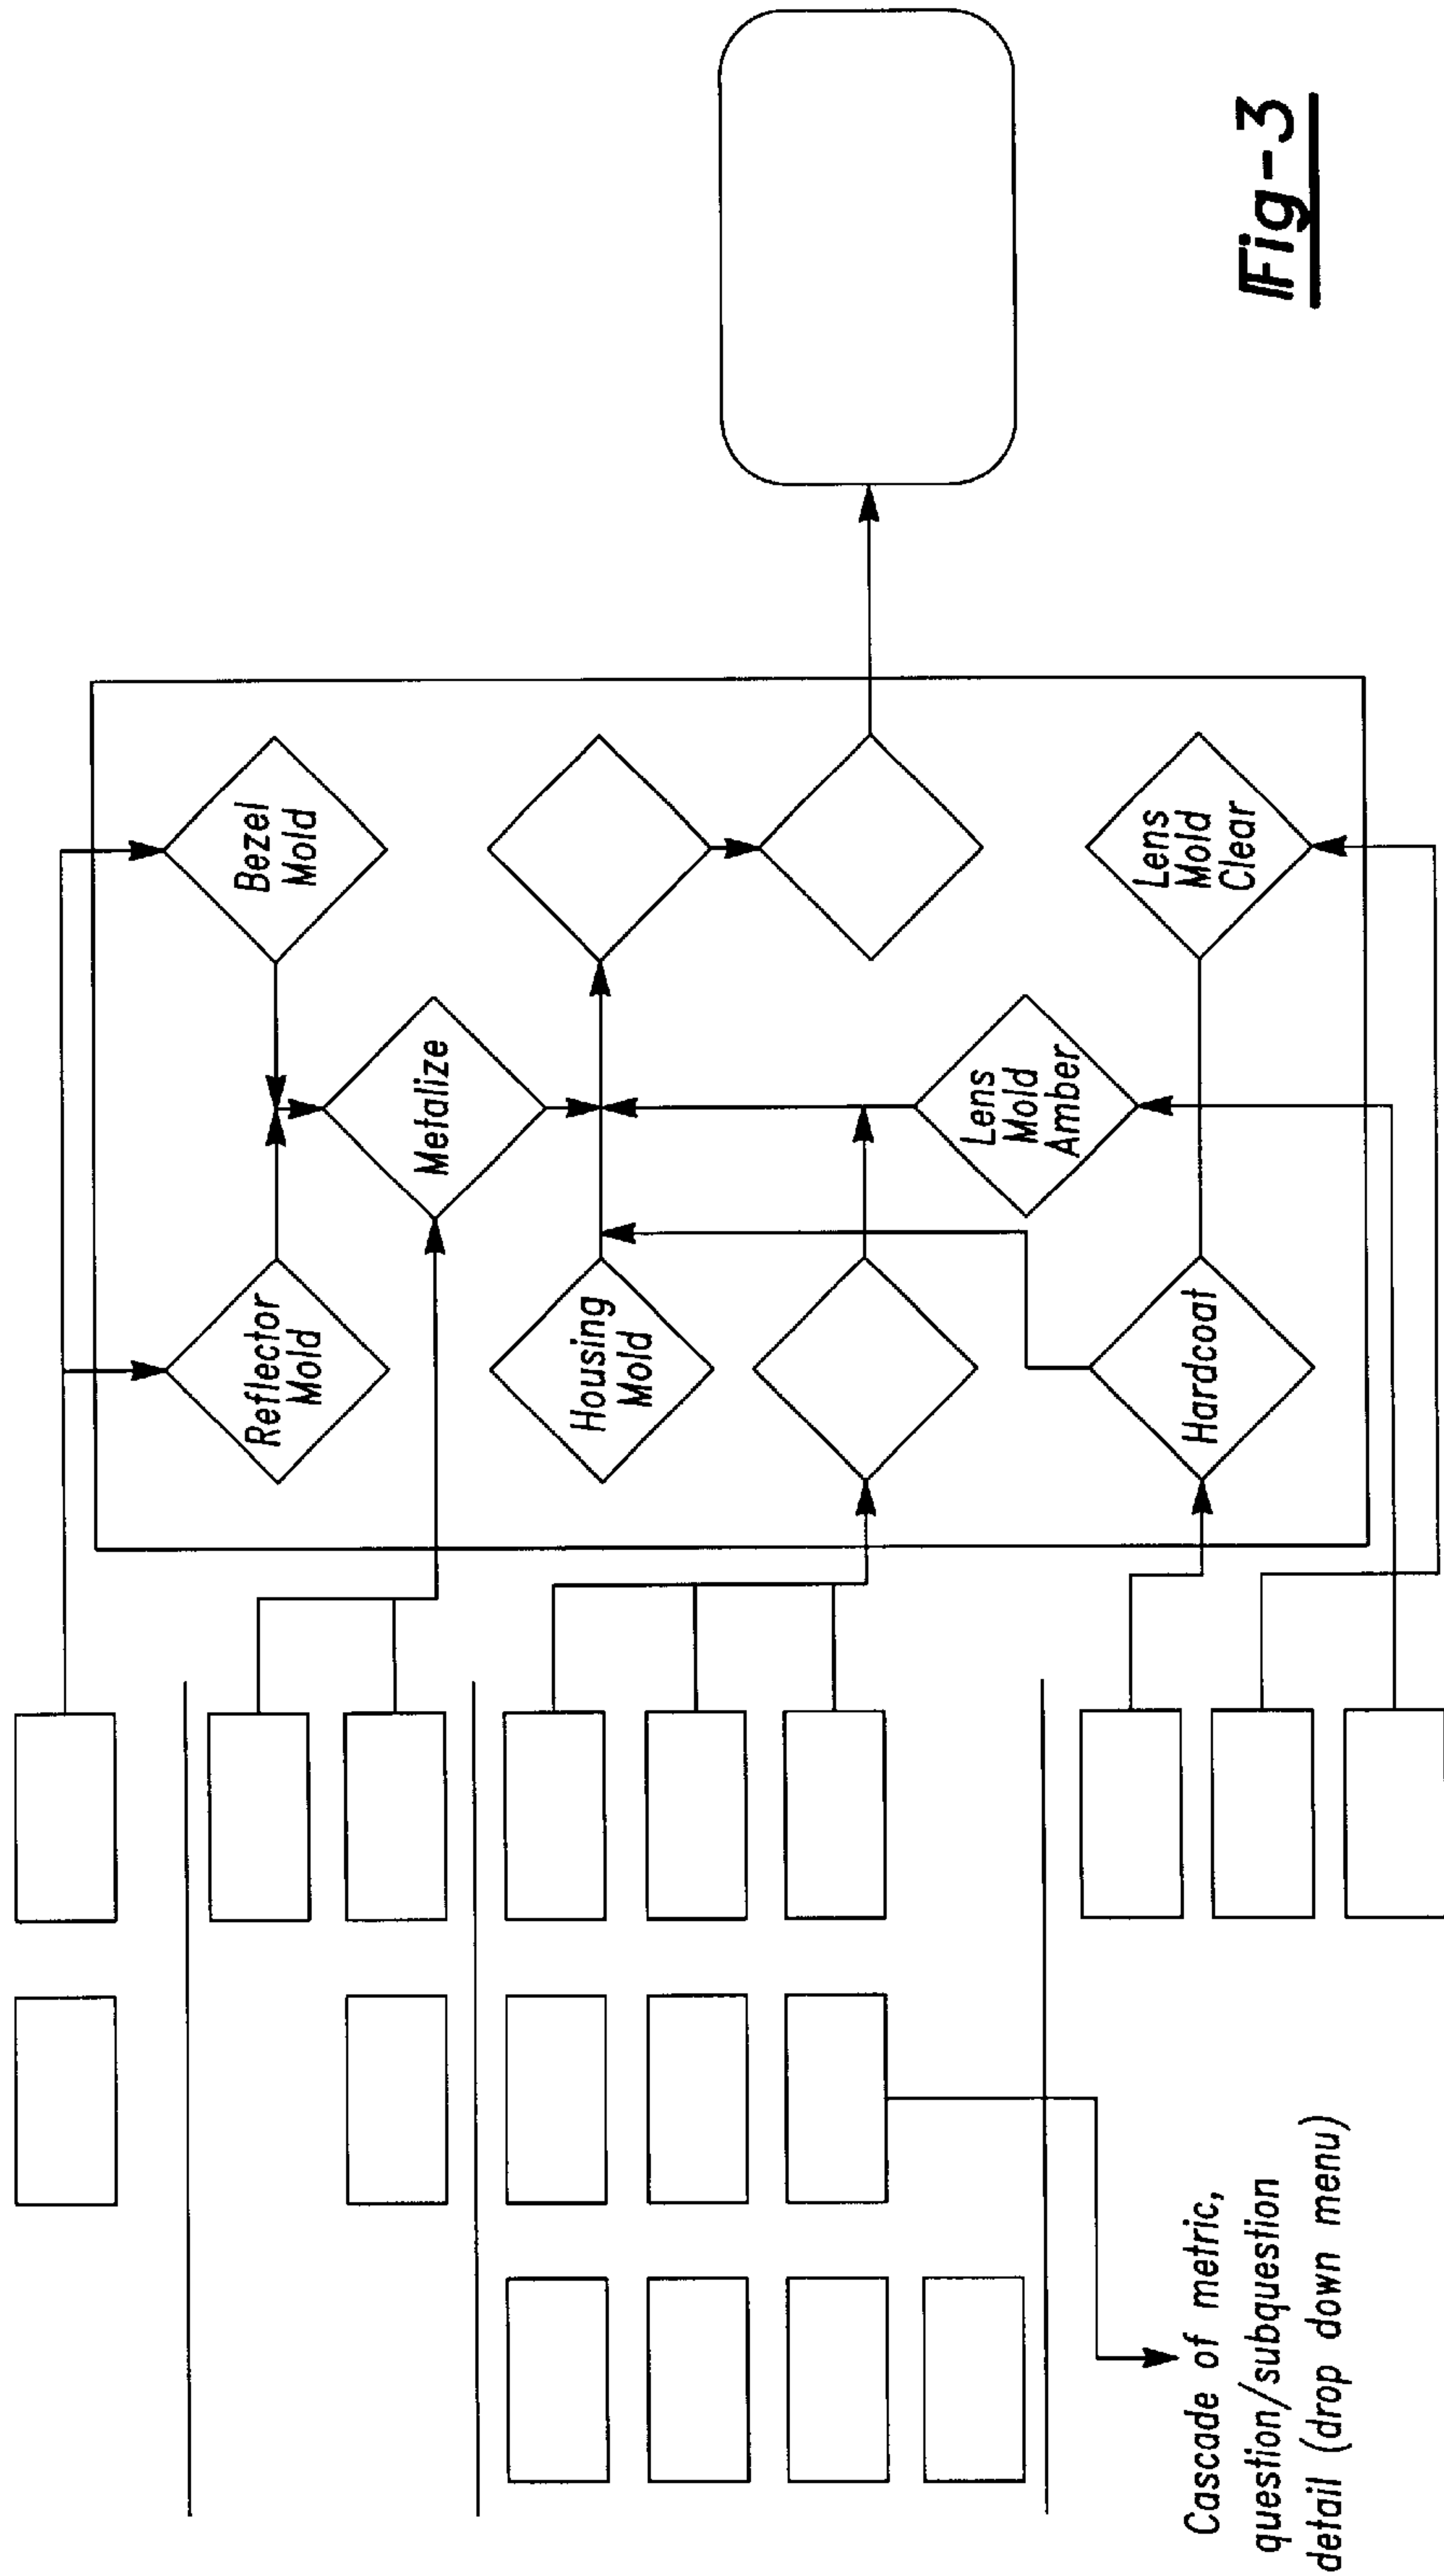 Reflector
Mold
Bezel
Mold
Metalize
Housing
Mold
Lens
Mold
Amber
Hardcoat
Lens
Mold
Clear
Cascade of metric,
question/subquestion
detail (drop down menu)
Fig-3